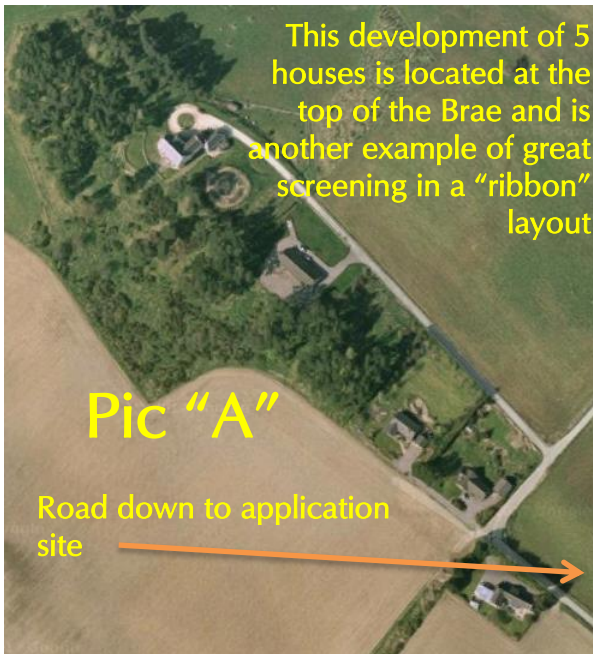 This development of 5
houses is located at the
top of the Brae and is
another example of great
screening in a “ribbon”
layout
Pic “A”
Road down to application
site